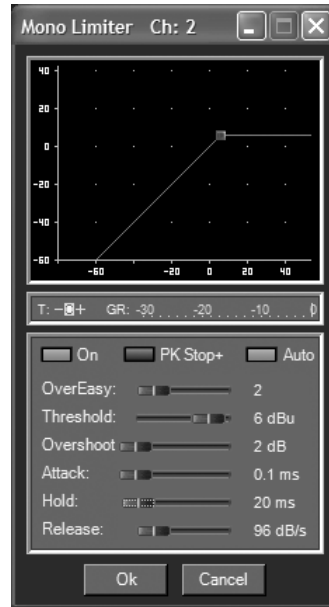 Mono Limiter Ch: 2
40
20
0
-20
-40
-60
-60 -20 0 20 40
T: -0+ GR: -30 -20 -10 0
On PK Stop+ Auto
OverEasy: 2
Threshold: 6 dBu
Overshoot 2 dB
Attack: 0.1 ms
Hold: 20 ms
Release: 96 dB/s
Ok Cancel